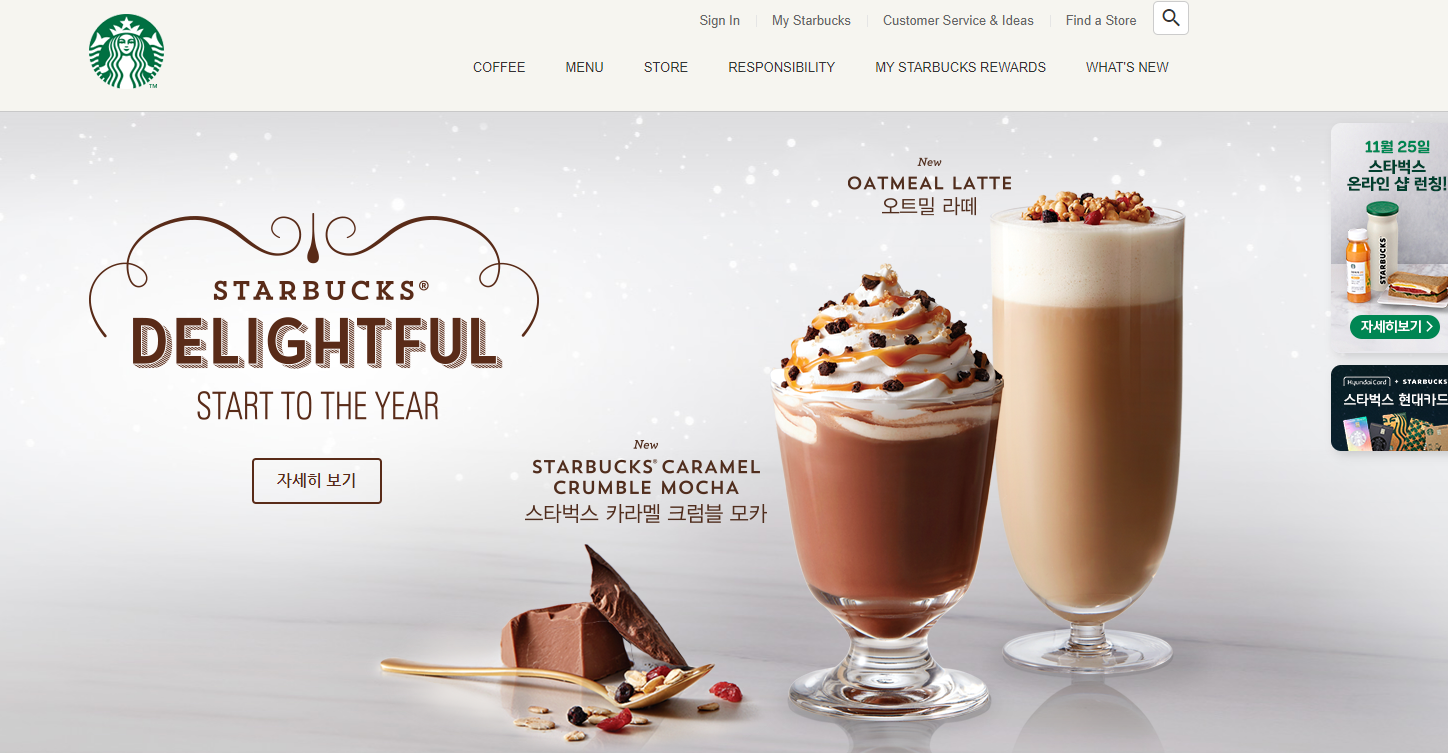 TM
Sign In
My Starbucks
Customer Service & Ideas
Find a Store
COFFEE
MENU
STORE
RESPONSIBILITY
MY STARBUCKS REWARDS
WHAT'S NEW
STARBUCKS®
DELIGHTFUL
START TO THE YEAR
자세히 보기
New
OATMEAL LATTE
오트밀 라떼
New
STARBUCKS® CARAMEL
CRUMBLE MOCHA
스타벅스 카라멜 크럼블 모카
11월 25일
스타벅스
온라인 샵 런칭!
STARBUCKS
자세히보기 >
HyundaiCard + STARBUCKS
스타벅스 현대카드